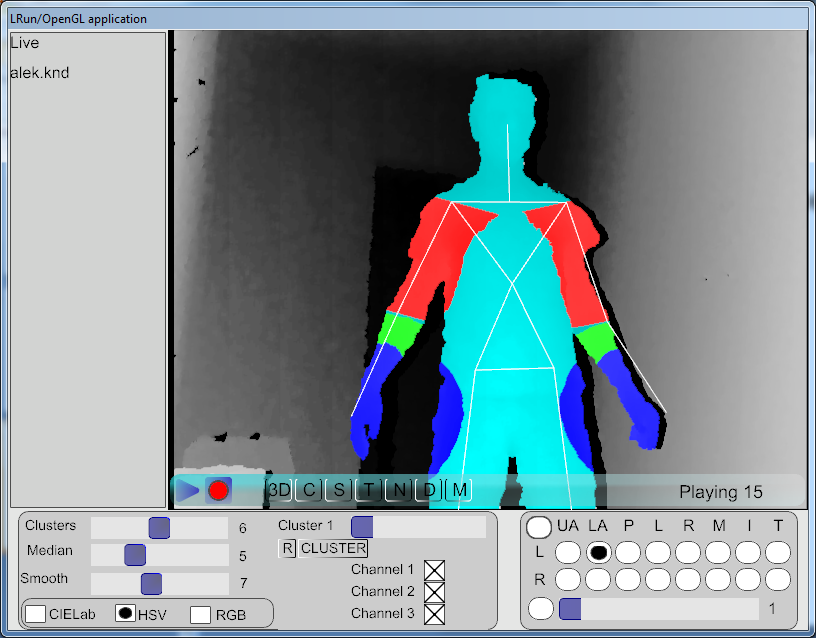 LRun/OpenGL application
Live
alek.knd
3D C S T N D M
Playing 15
Clusters 6
Median 5
Smooth 7
CIELab HSV RGB
Cluster 1
R CLUSTER
Channel 1
Channel 2
Channel 3
UA LA P L R M I T
L
R
1